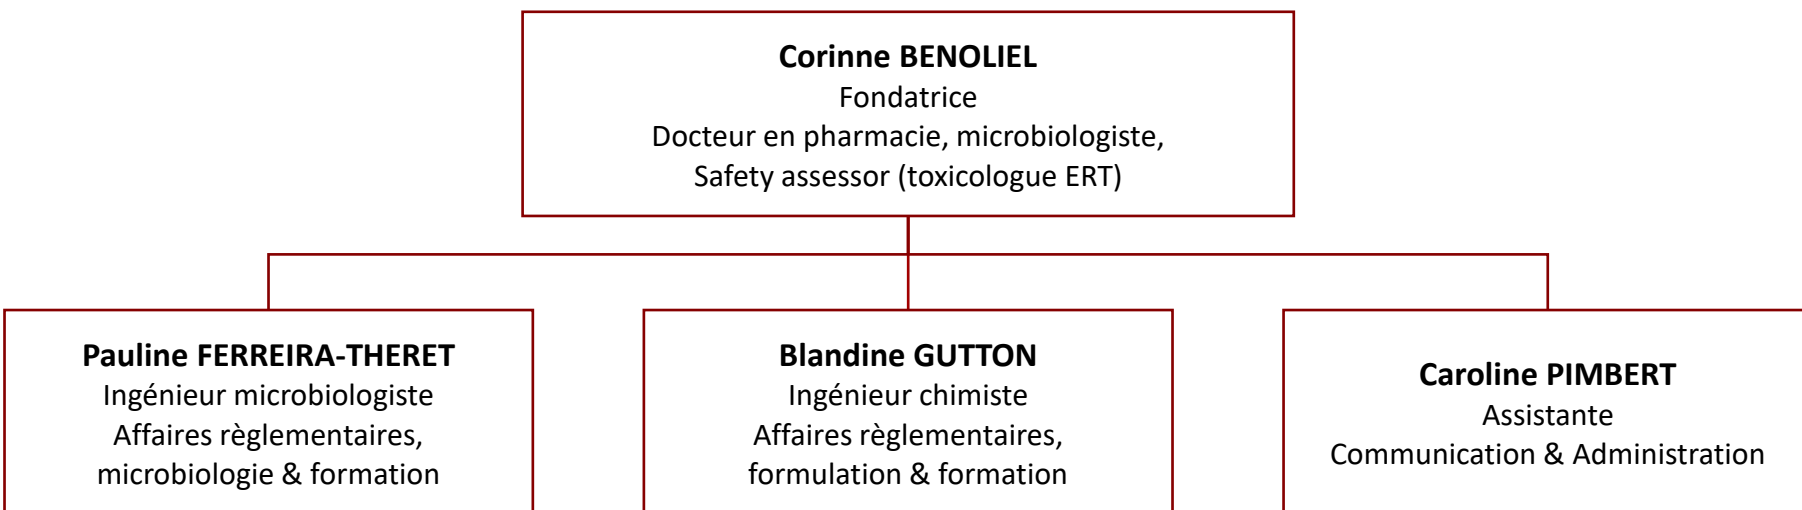 Corinne BENOLIEL
Fondatrice
Docteur en pharmacie, microbiologiste,
Safety assessor (toxicologue ERT)
Pauline FERREIRA-THERET
Ingénieur microbiologiste
Affaires règlementaires,
microbiologie & formation
Blandine GUTTON
Ingénieur chimiste
Affaires règlementaires,
formulation & formation
Caroline PIMBERT
Assistante
Communication & Administration